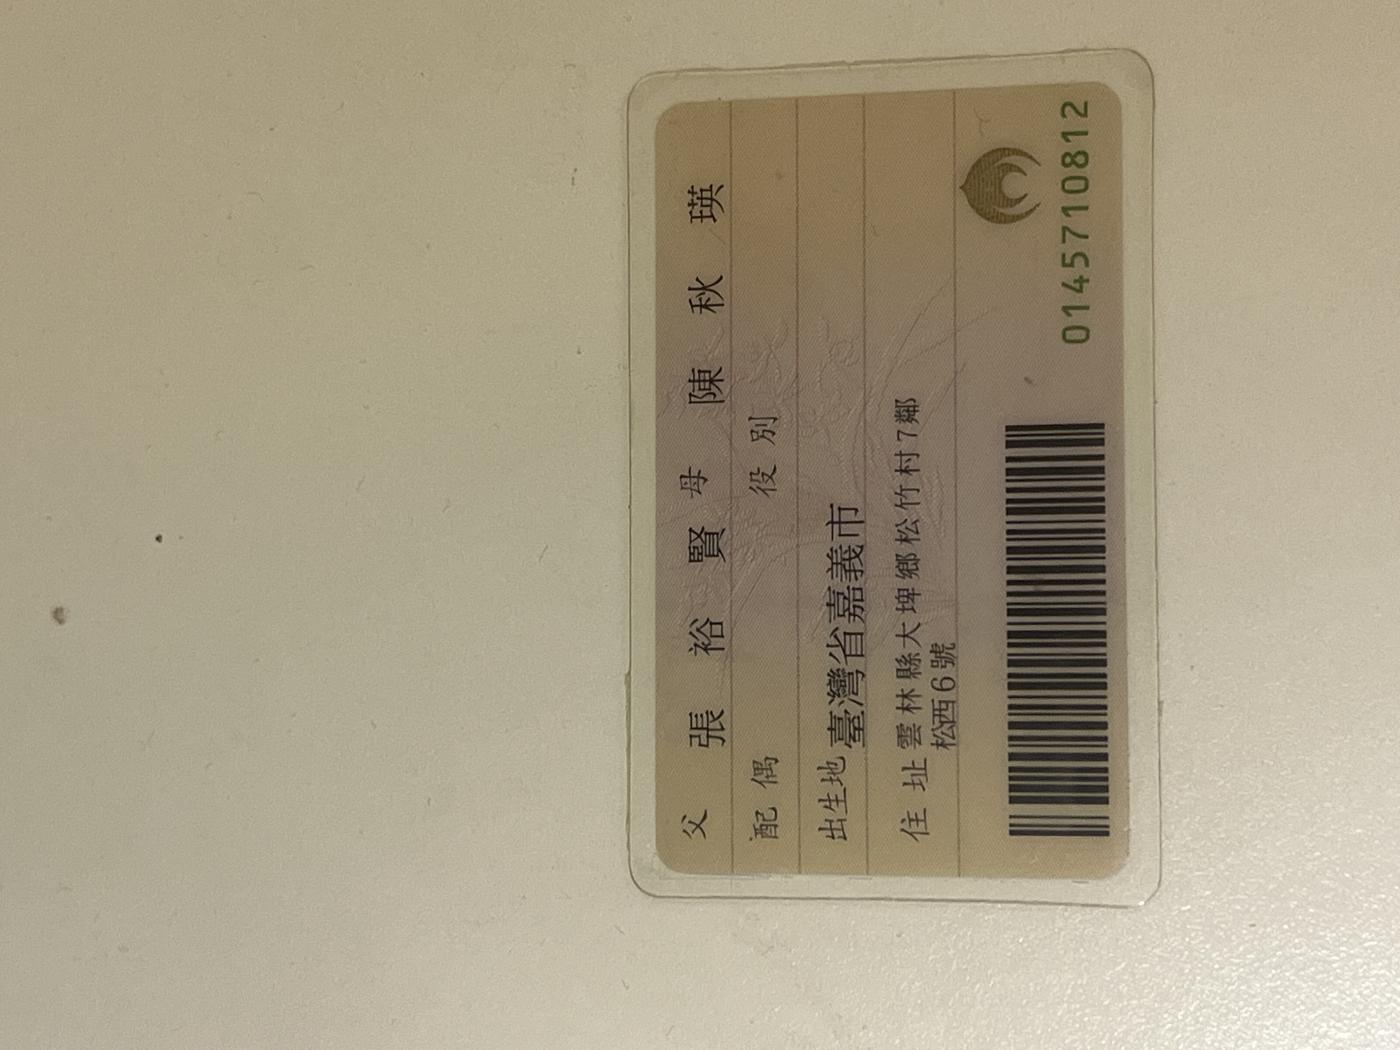 父 張裕賢 母 陳秋瑛
配偶 役別
出生地 臺灣省嘉義市
住址 雲林縣大埤鄉松竹村7鄰
松西6號
0145710812